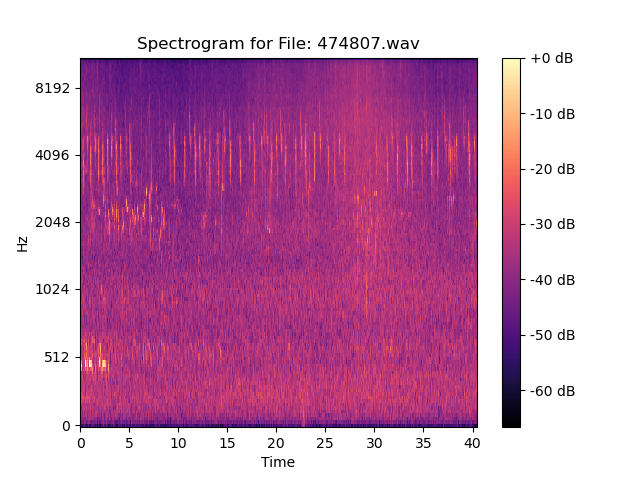 Spectrogram for File: 474807.wav
+0 dB
8192
-10 dB
4096
-20 dB
2048
-30 dB
Hz
1024
-40 dB
512
-50 dB
-60 dB
0
0 5 10 15 20 25 30 35 40
Time